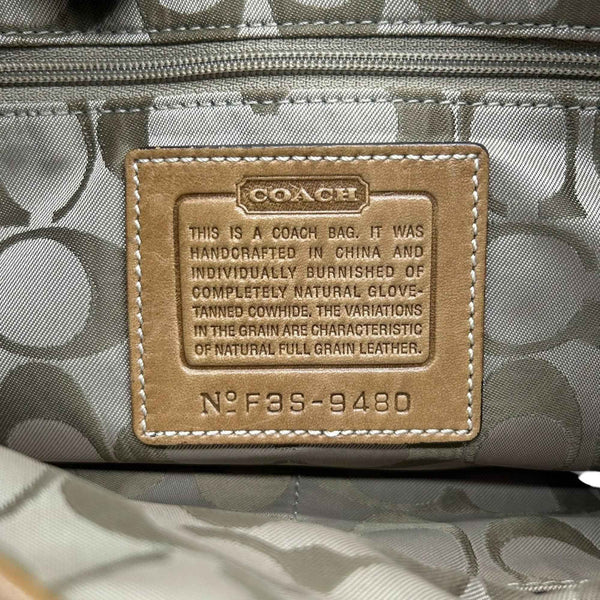 COACH
THIS IS A COACH BAG. IT WAS
HANDCRAFTED IN CHINA AND
INDIVIDUALLY BURNISHED OF
COMPLETELY NATURAL GLOVE-
TANNED COWHIDE. THE VARIATIONS
IN THE GRAIN ARE CHARACTERISTIC
OF NATURAL FULL GRAIN LEATHER.
Nº F3S-9480